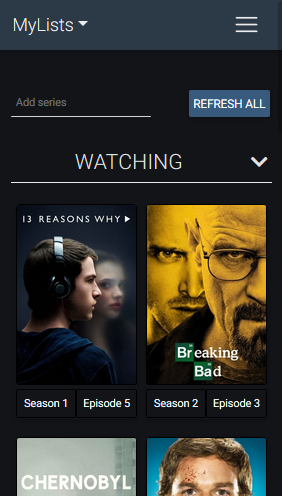 MyLists
Add series
REFRESH ALL
WATCHING
13 REASONS WHY
Breaking
Bad
Season 1
Episode 5
Season 2
Episode 3
CHERNOBYL